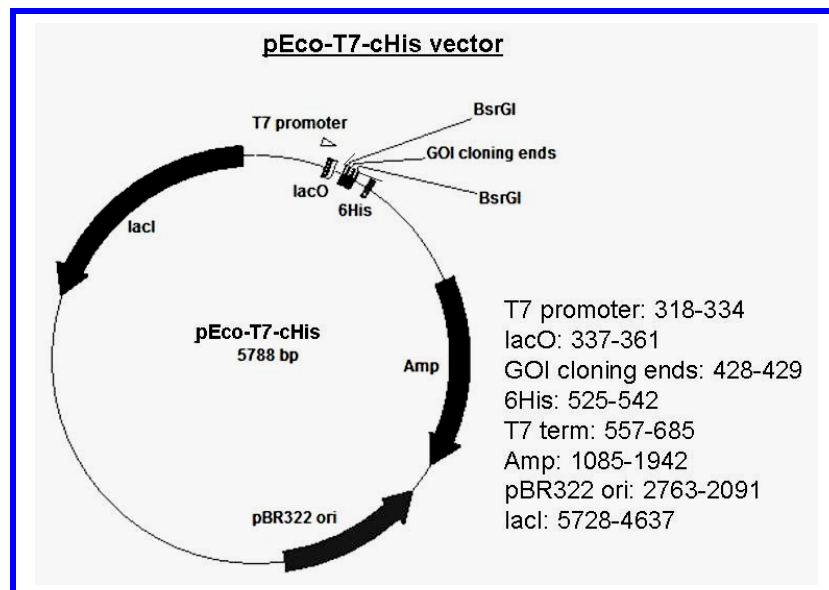 pEco-T7-cHis vector
T7 promoter
BsrGI
GOI cloning ends
BsrGI
lacO
6His
lacI
pEco-T7-cHis
5788 bp
Amp
pBR322 ori
T7 promoter: 318-334
lacO: 337-361
GOI cloning ends: 428-429
6His: 525-542
T7 term: 557-685
Amp: 1085-1942
pBR322 ori: 2763-2091
lacI: 5728-4637